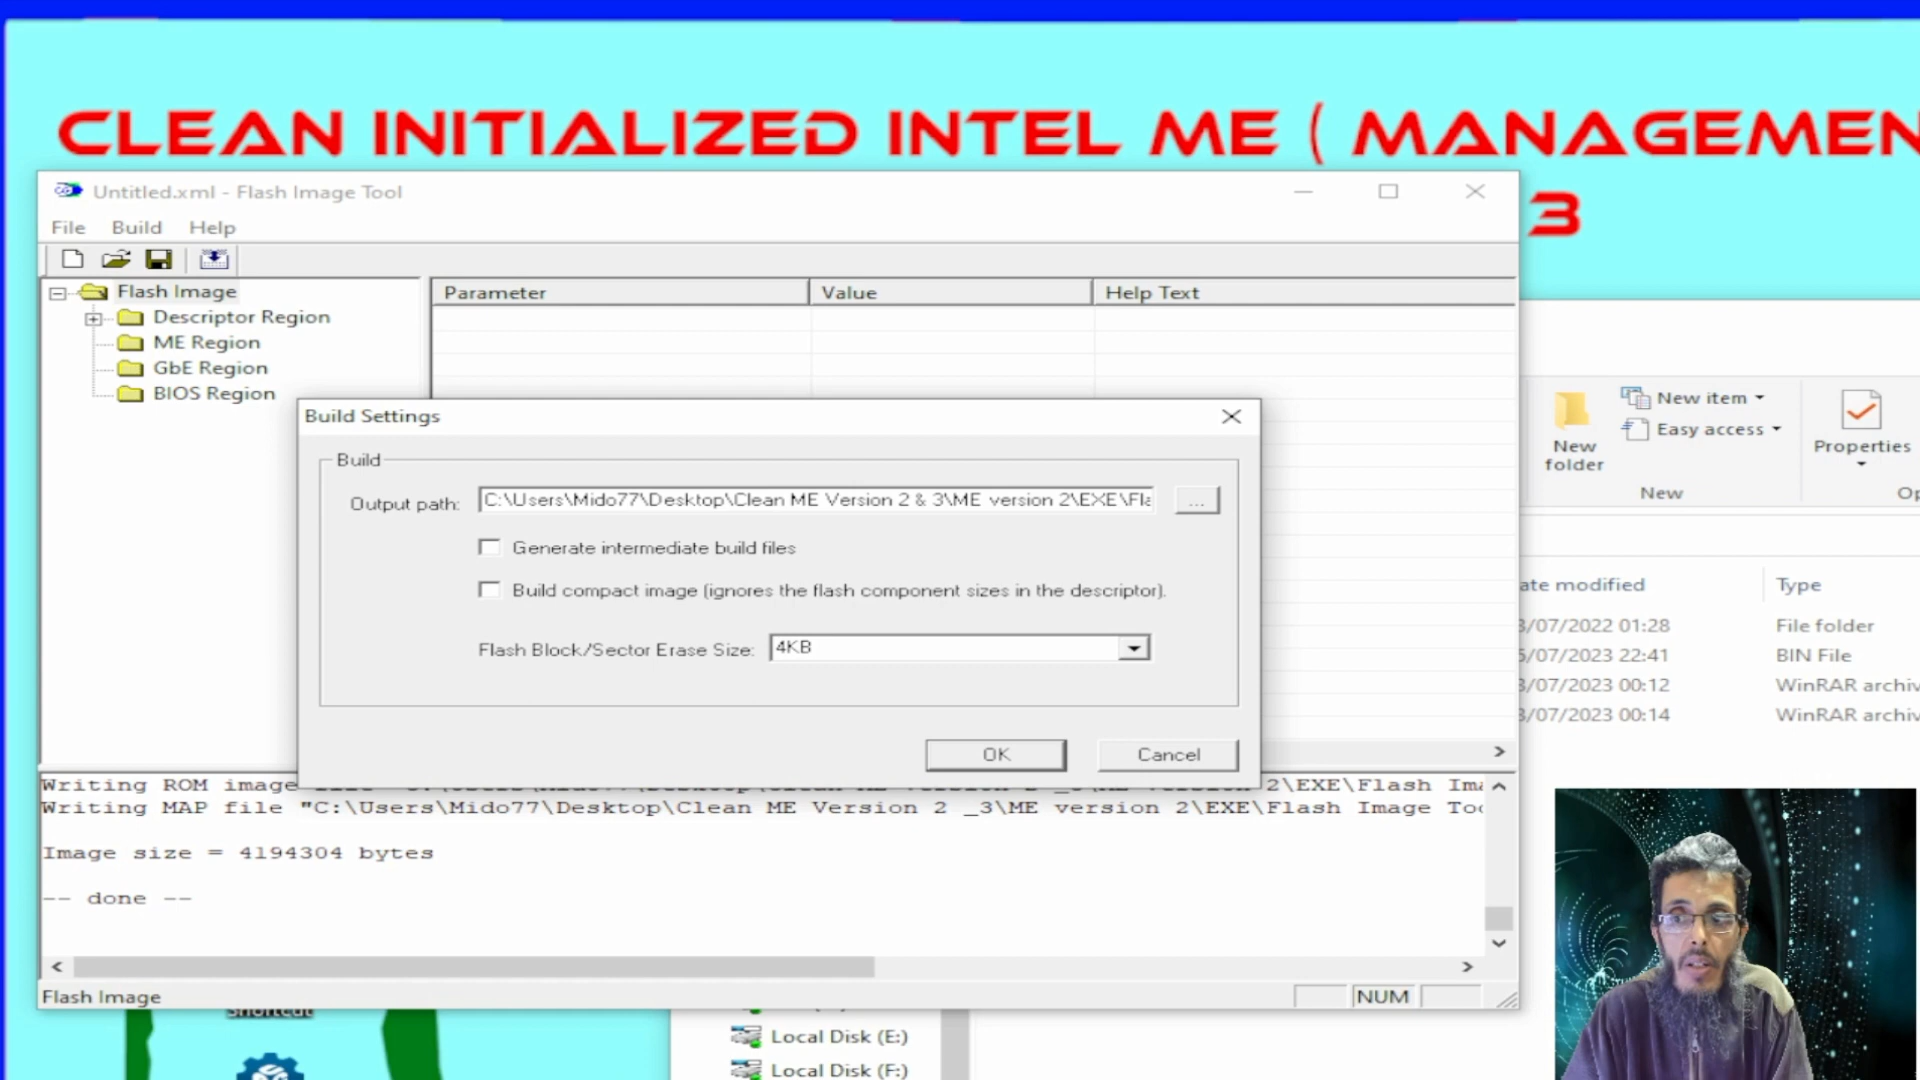 CLEAN INITIALIZED INTEL ME ( MANAGEMEN
3
Untitled.xml - Flash Image Tool
File Build Help
Flash Image
Descriptor Region
ME Region
GbE Region
BIOS Region
Parameter Value Help Text
Build Settings
Build
Output path: C:\Users\Mido77\Desktop\Clean ME Version 2 & 3\ME version 2\EXE\Fla ...
Generate intermediate build files
Build compact image (ignores the flash component sizes in the descriptor).
Flash Block/Sector Erase Size: 4KB
OK Cancel
Writing ROM image 2\EXE\Flash Ima
Writing MAP file "C:\Users\Mido77\Desktop\Clean ME Version 2 _3\ME version 2\EXE\Flash Image Too
Image size = 4194304 bytes
-- done --
Flash Image NUM
New folder
New item
Easy access
Properties
New
Op
ate modified Type
3/07/2022 01:28 File folder
5/07/2023 22:41 BIN File
3/07/2023 00:12 WinRAR archiv
3/07/2023 00:14 WinRAR archiv
Local Disk (E:)
Local Disk (F:)